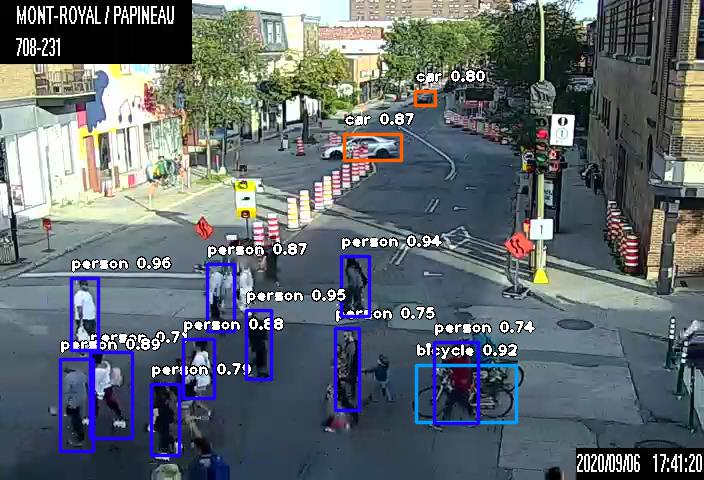 MONT-ROYAL / PAPINEAU
708-231
car 0.80
car 0.87
1
1
person 0.94
person 0.87
person 0.96
person 0.95
person 0.75
person 0.88
person 0.74
person 0.89
bicycle 0.92
person 0.79
2020/09/06 17:41:20